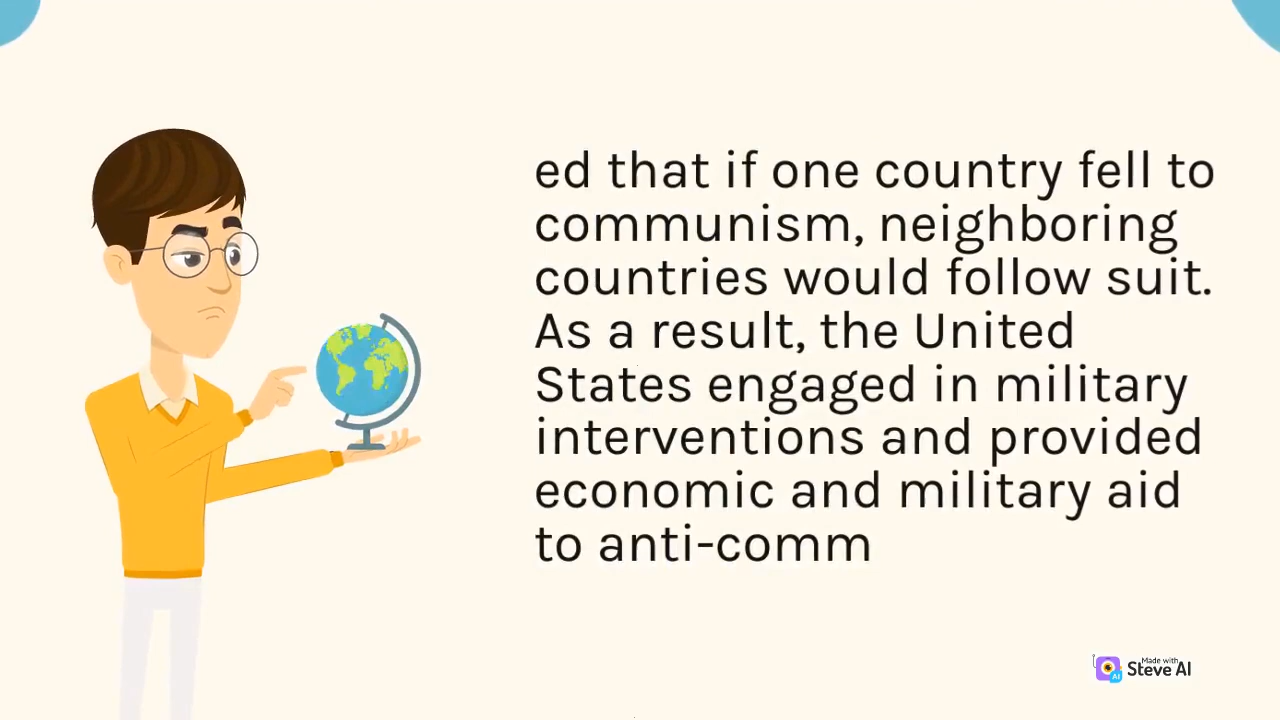 ed that if one country fell to
communism, neighboring
countries would follow suit.
As a result, the United
States engaged in military
interventions and provided
economic and military aid
to anti-comm
Made with
Steve AI
AI